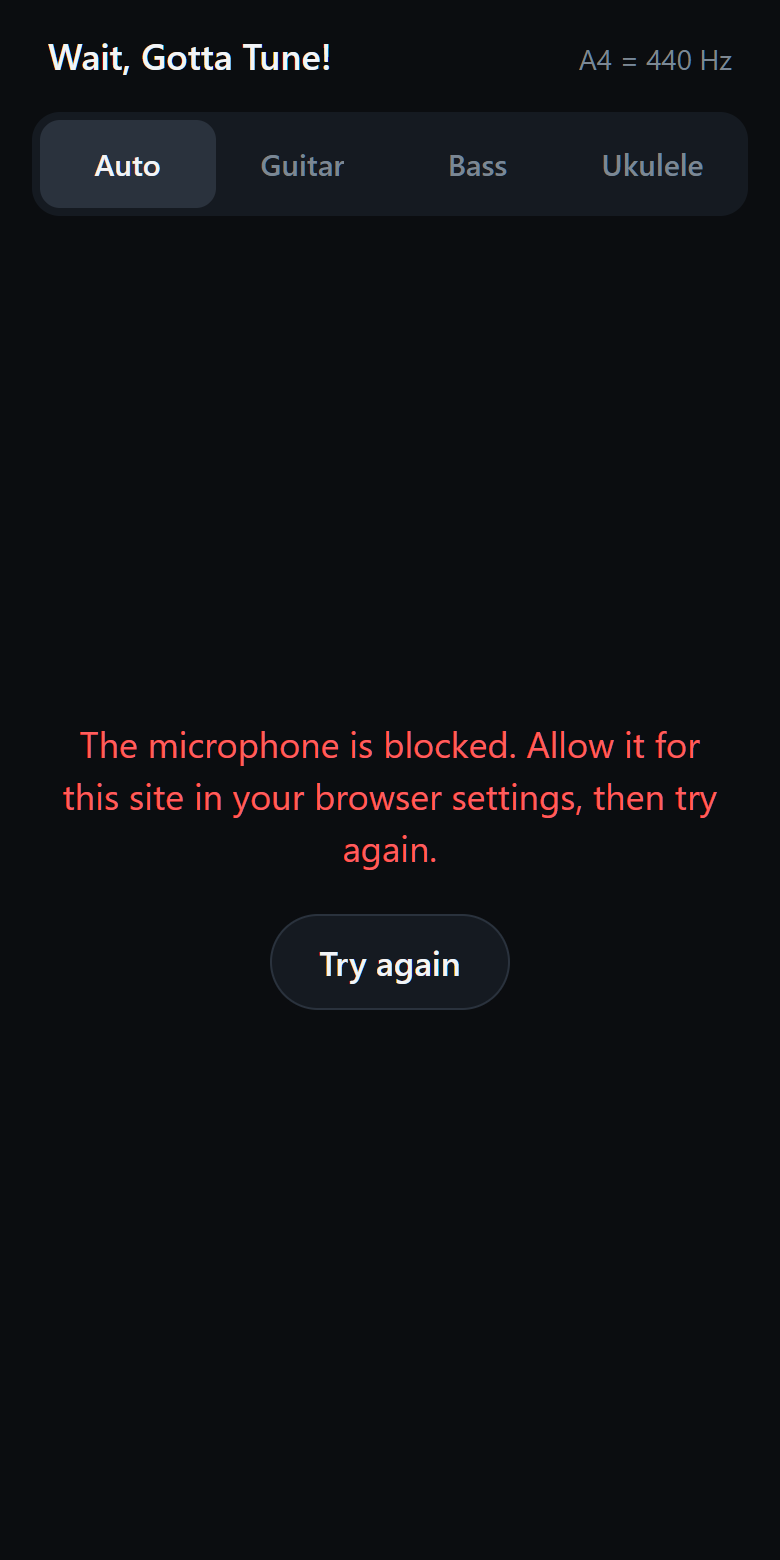 Wait, Gotta Tune!
A4 = 440 Hz
Auto
Guitar
Bass
Ukulele
The microphone is blocked. Allow it for
this site in your browser settings, then try
again.
Try again